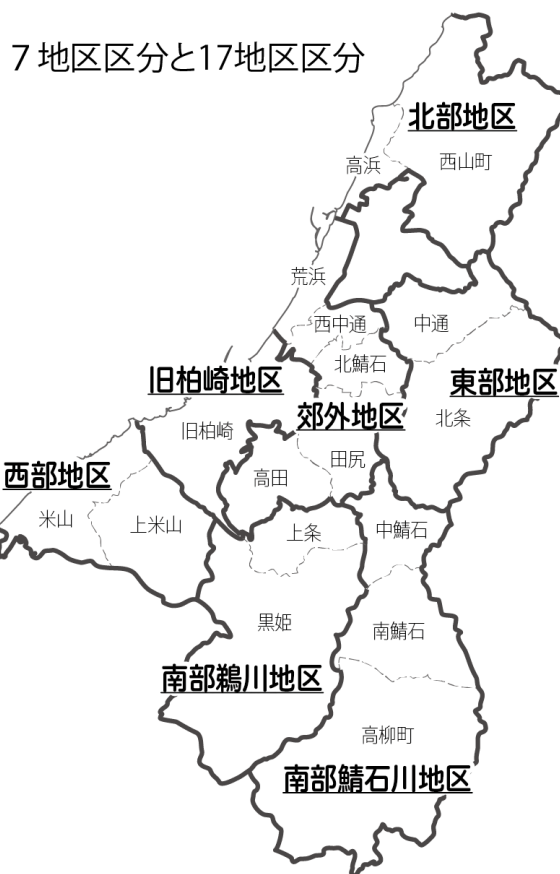 7地区区分と17地区区分
北部地区
高浜
西山町
荒浜
西中通
中通
北鯖石
旧柏崎地区
東部地区
郊外地区
北条
旧柏崎
田尻
西部地区
高田
米山
上米山
上条
中鯖石
黒姫
南鯖石
南部鵜川地区
高柳町
南部鯖石川地区